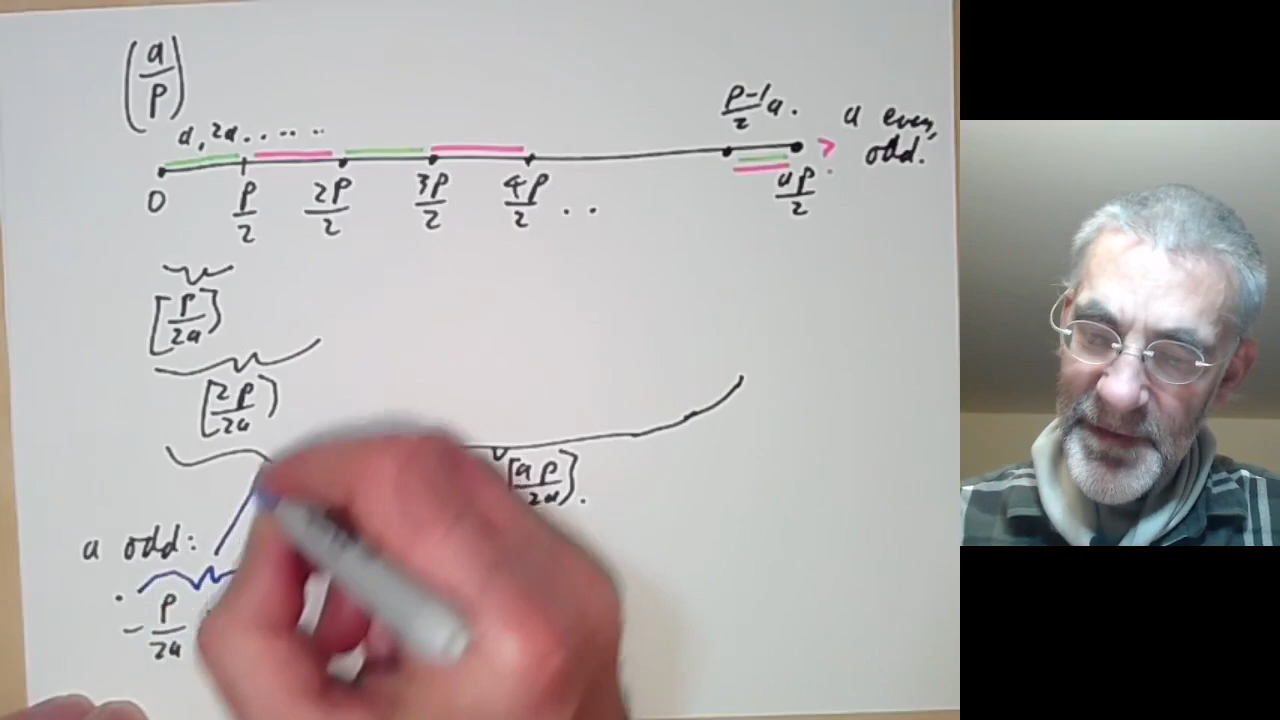 (a/p)
a, 2a . . . . .
p-1/2 a .
a even, odd.
0 p/2 2p/2 3p/2 4p/2 . . ap/2
[p/2a]
[2p/2a]
[ap/2a].
a odd:
- p/2a